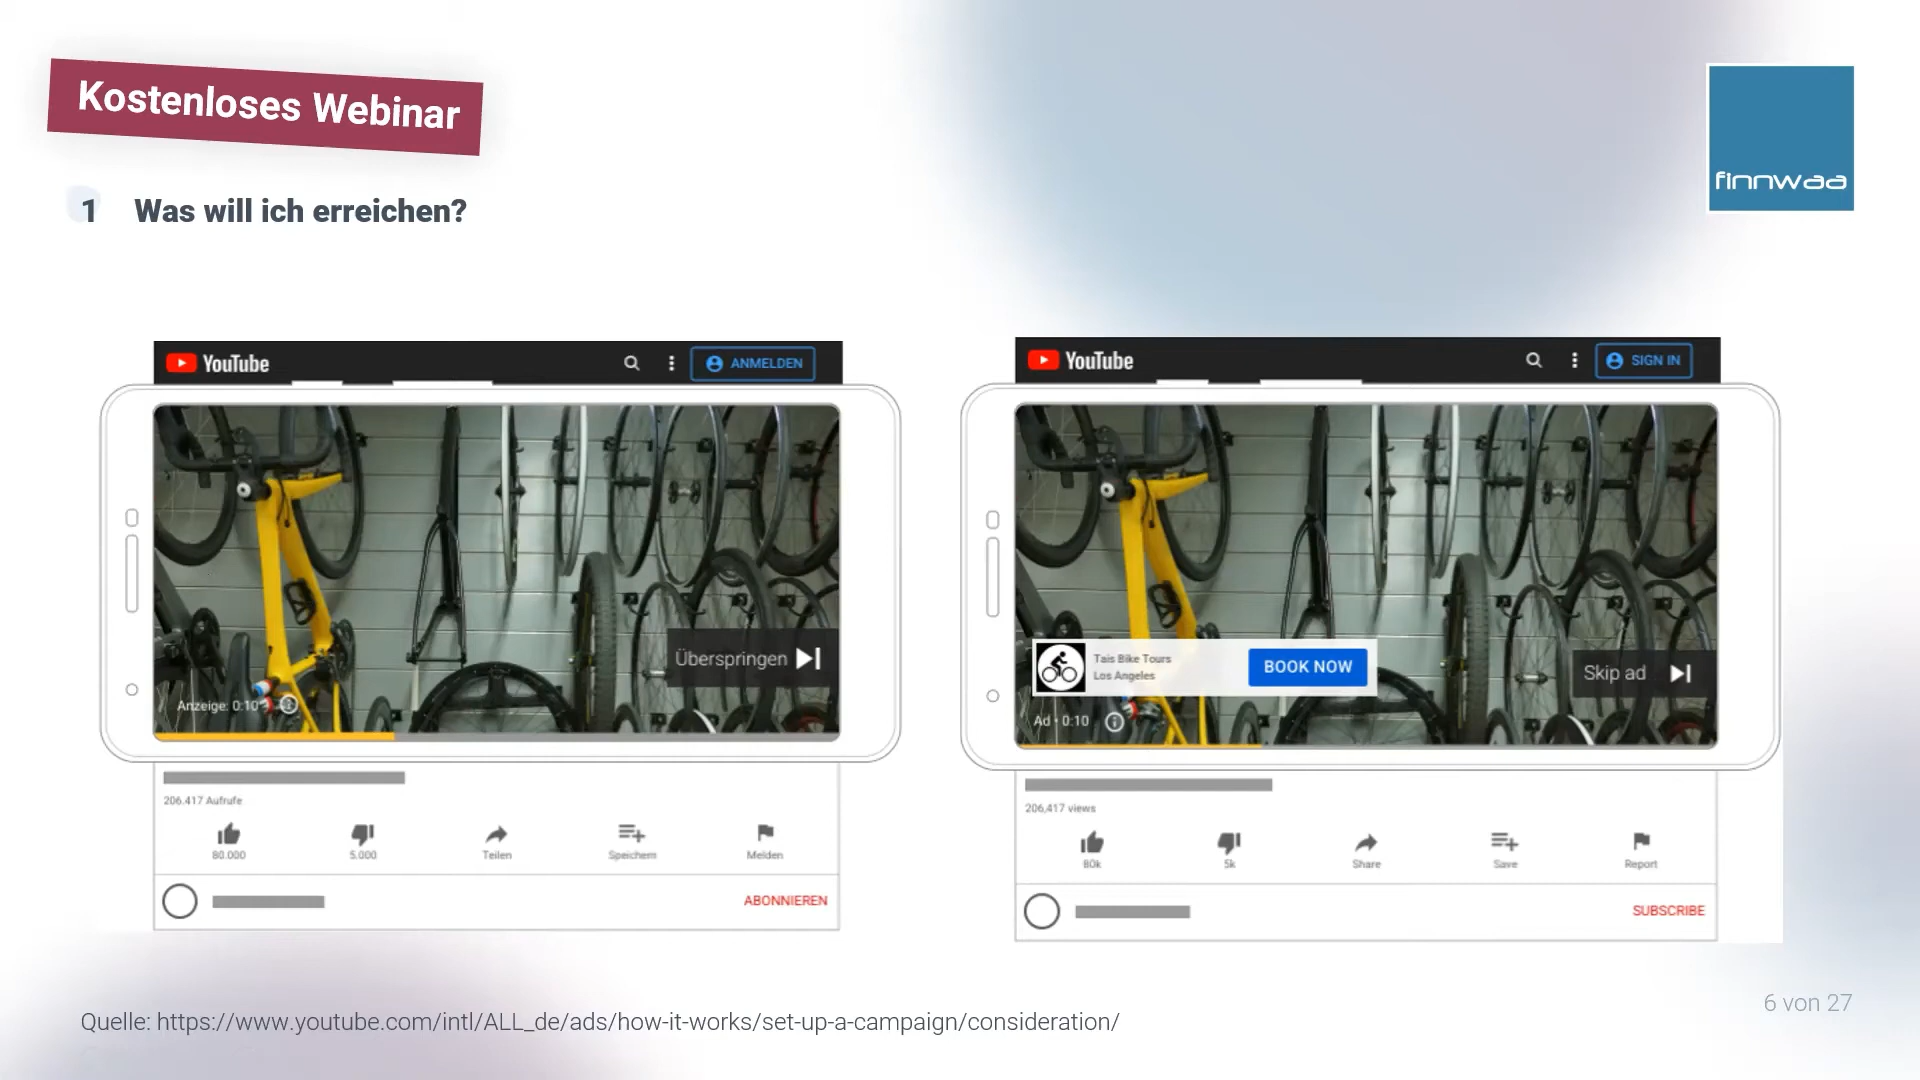 Kostenloses Webinar
finnwaa
1 Was will ich erreichen?
YouTube
ANMELDEN
Überspringen
Anzeige: 0:10
206.417 Aufrufe
80.000
5.000
Teilen
Speichern
Melden
ABONNIEREN
YouTube
SIGN IN
Tais Bike Tours
Los Angeles
BOOK NOW
Skip ad
Ad · 0:10
206,417 views
80k
5k
Share
Save
Report
SUBSCRIBE
6 von 27
Quelle: https://www.youtube.com/intl/ALL_de/ads/how-it-works/set-up-a-campaign/consideration/